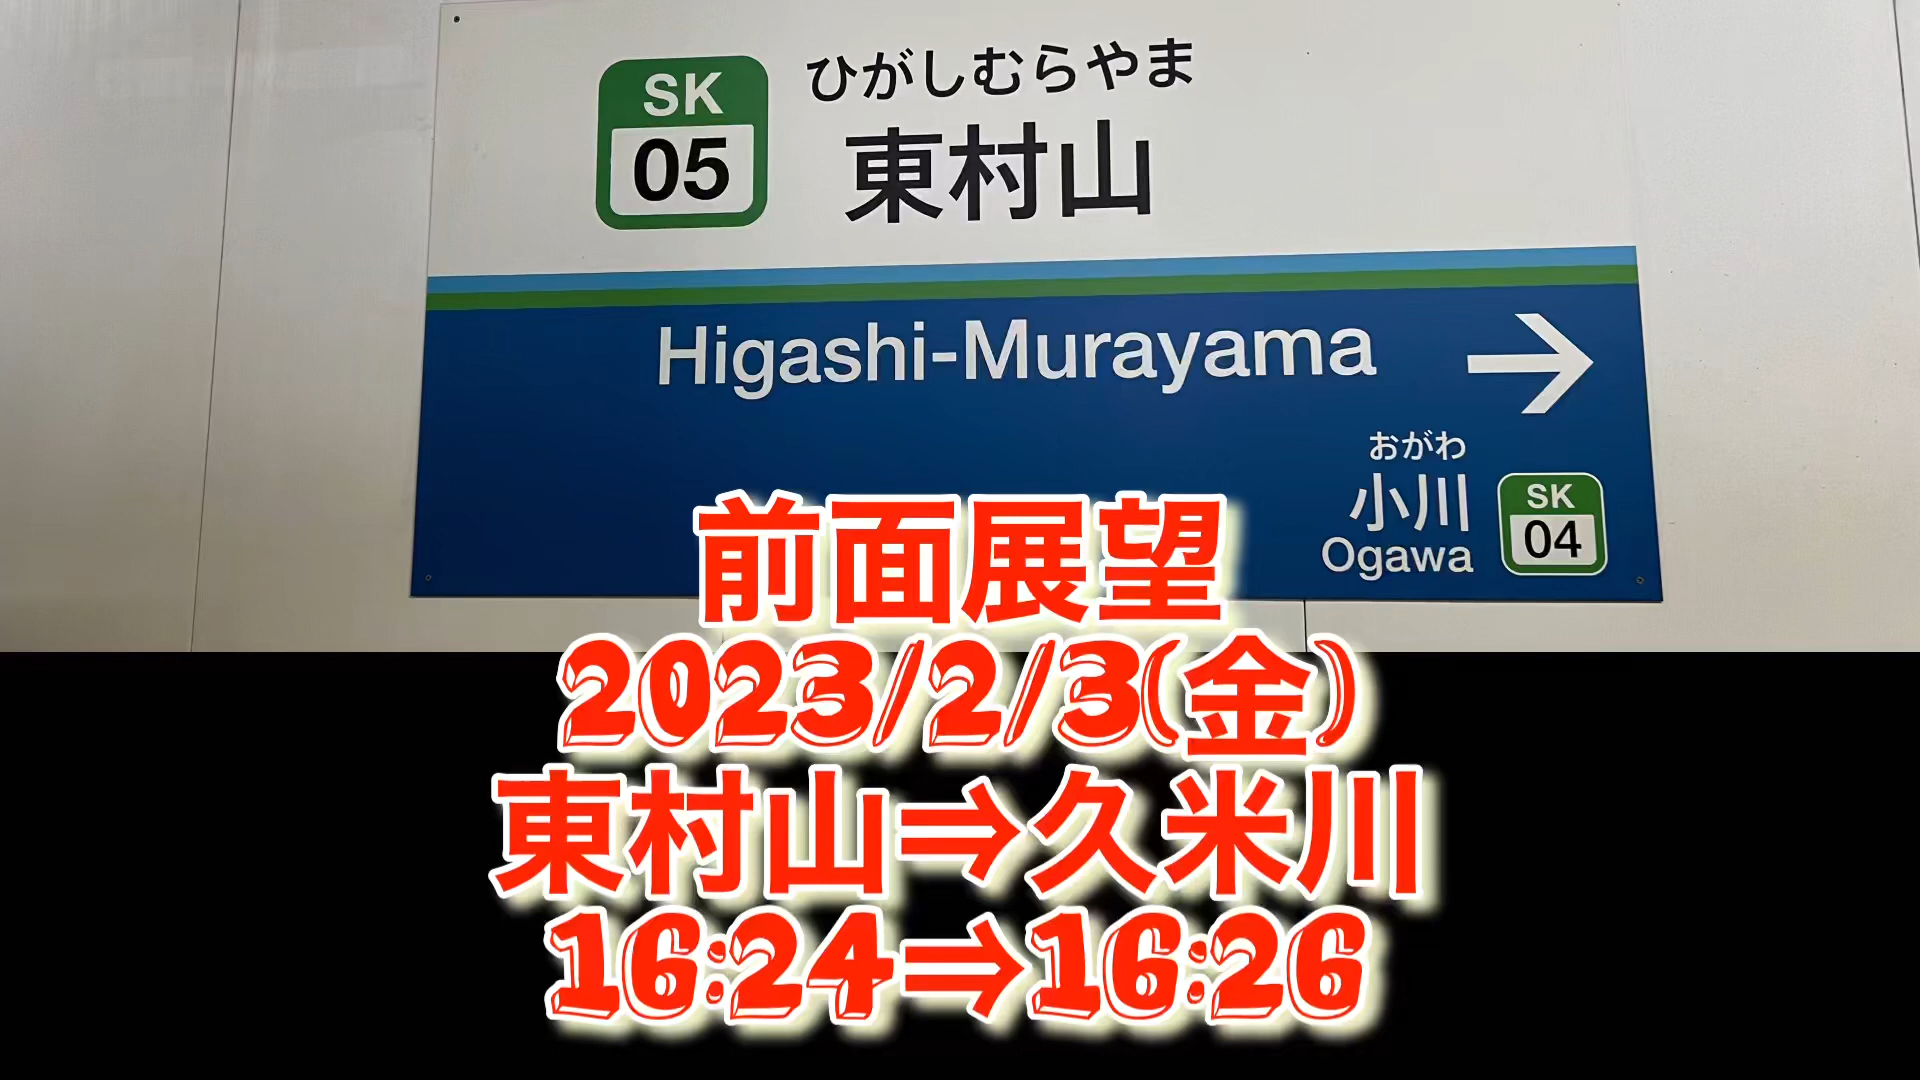 SK
05
ひがしむらやま
東村山
Higashi-Murayama
→
おがわ
小川
Ogawa
SK
04
前面展望
2023/2/3(金)
東村山⇒久米川
16:24⇒16:26